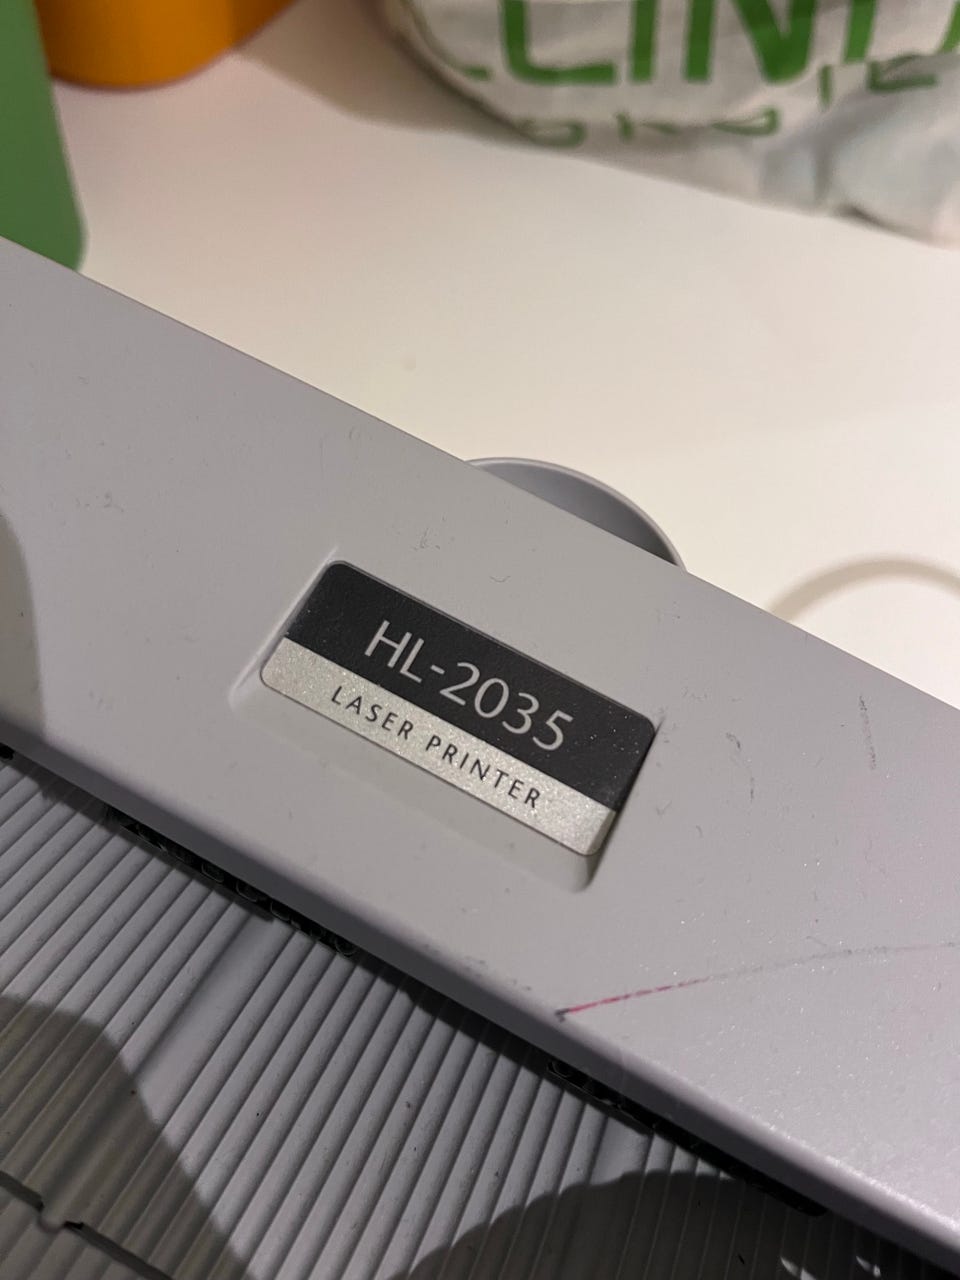 HL-2035
LASER PRINTER